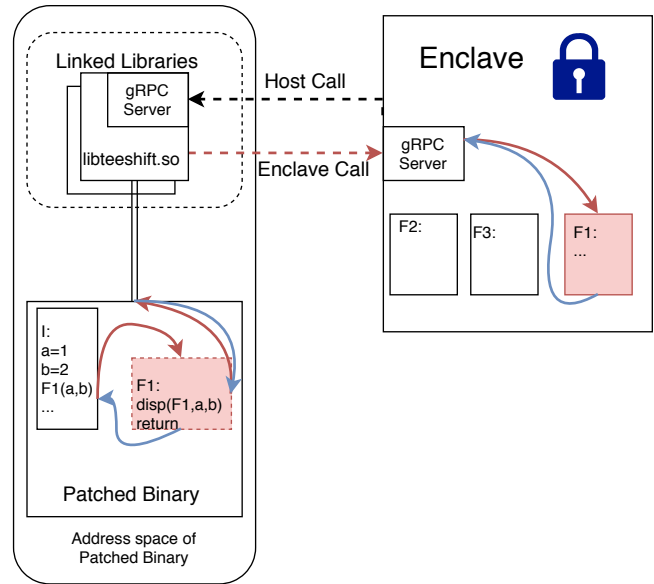 Linked Libraries
gRPC
Server
libteeshift.so
Host Call
Enclave Call
Enclave
gRPC
Server
F2:
F3:
F1:
...
I:
a=1
b=2
F1(a,b)
...
F1:
disp(F1,a,b)
return
Patched Binary
Address space of
Patched Binary